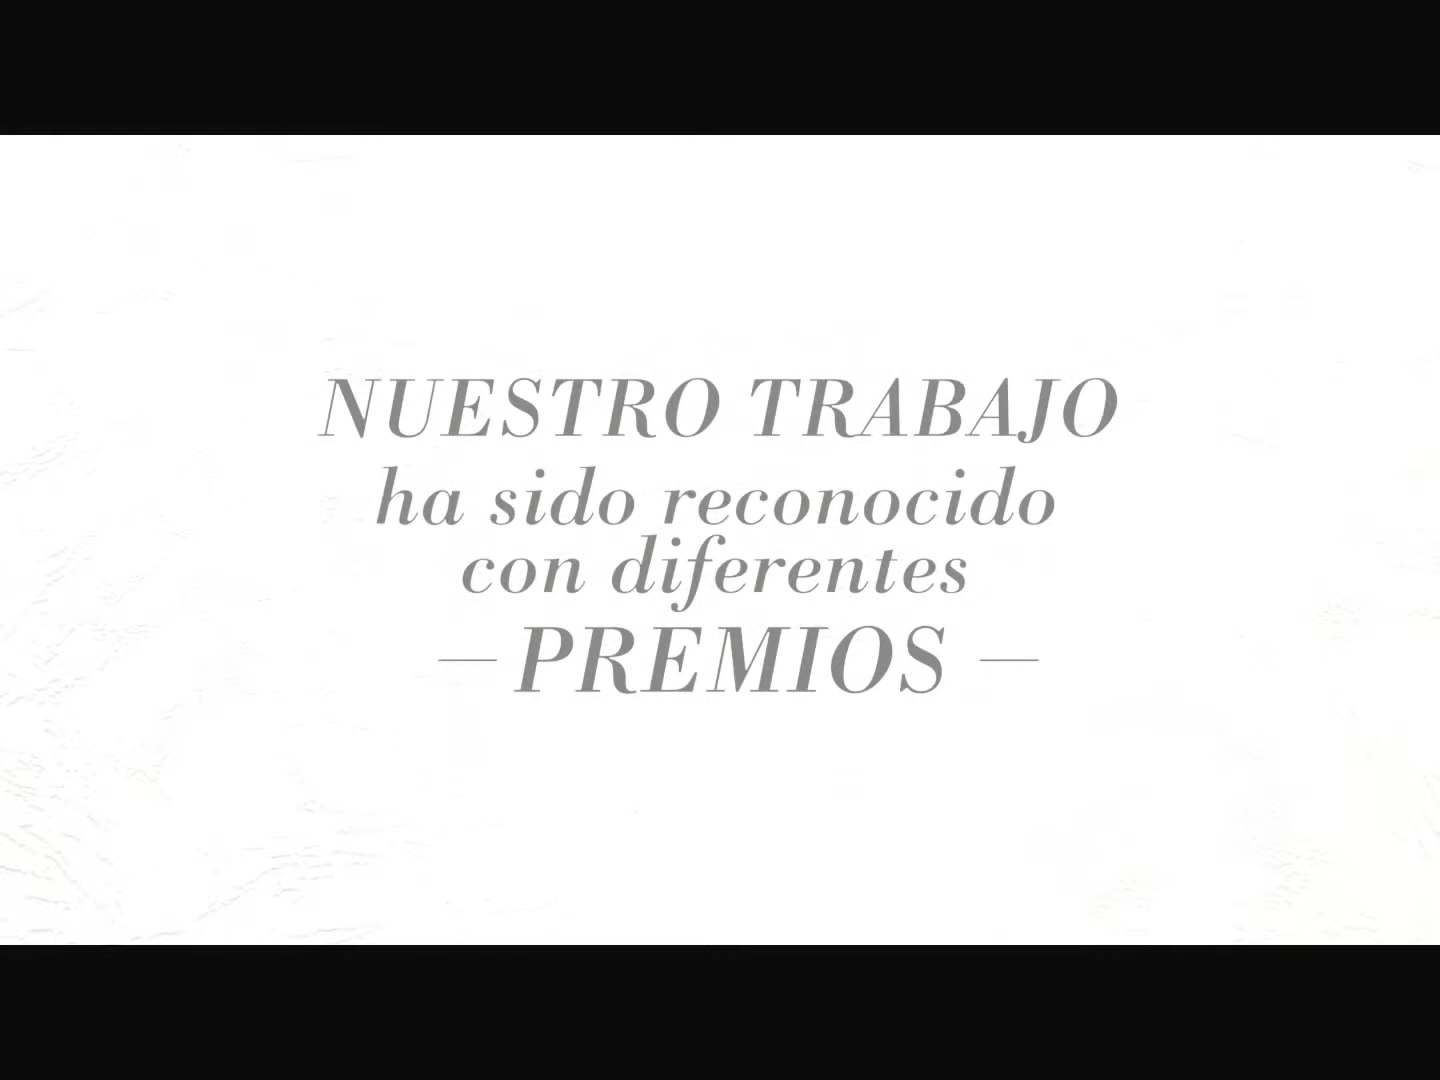 NUESTRO TRABAJO
ha sido reconocido
con diferentes
— PREMIOS —